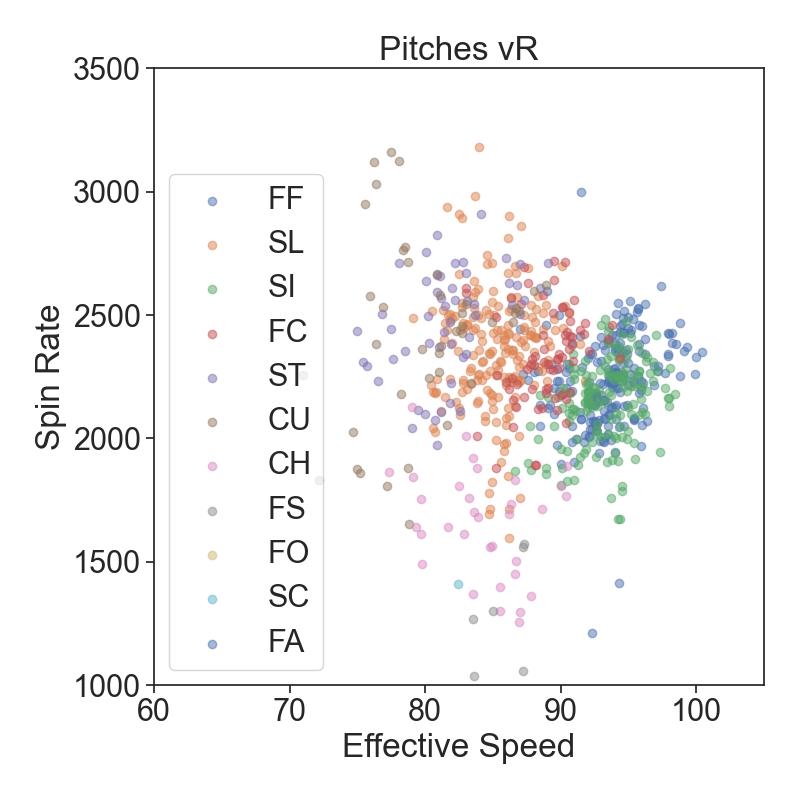 Pitches vR
3500
3000
2500
2000
1500
1000
Spin Rate
FF
SL
SI
FC
ST
CU
CH
FS
FO
SC
FA
60 70 80 90 100
Effective Speed